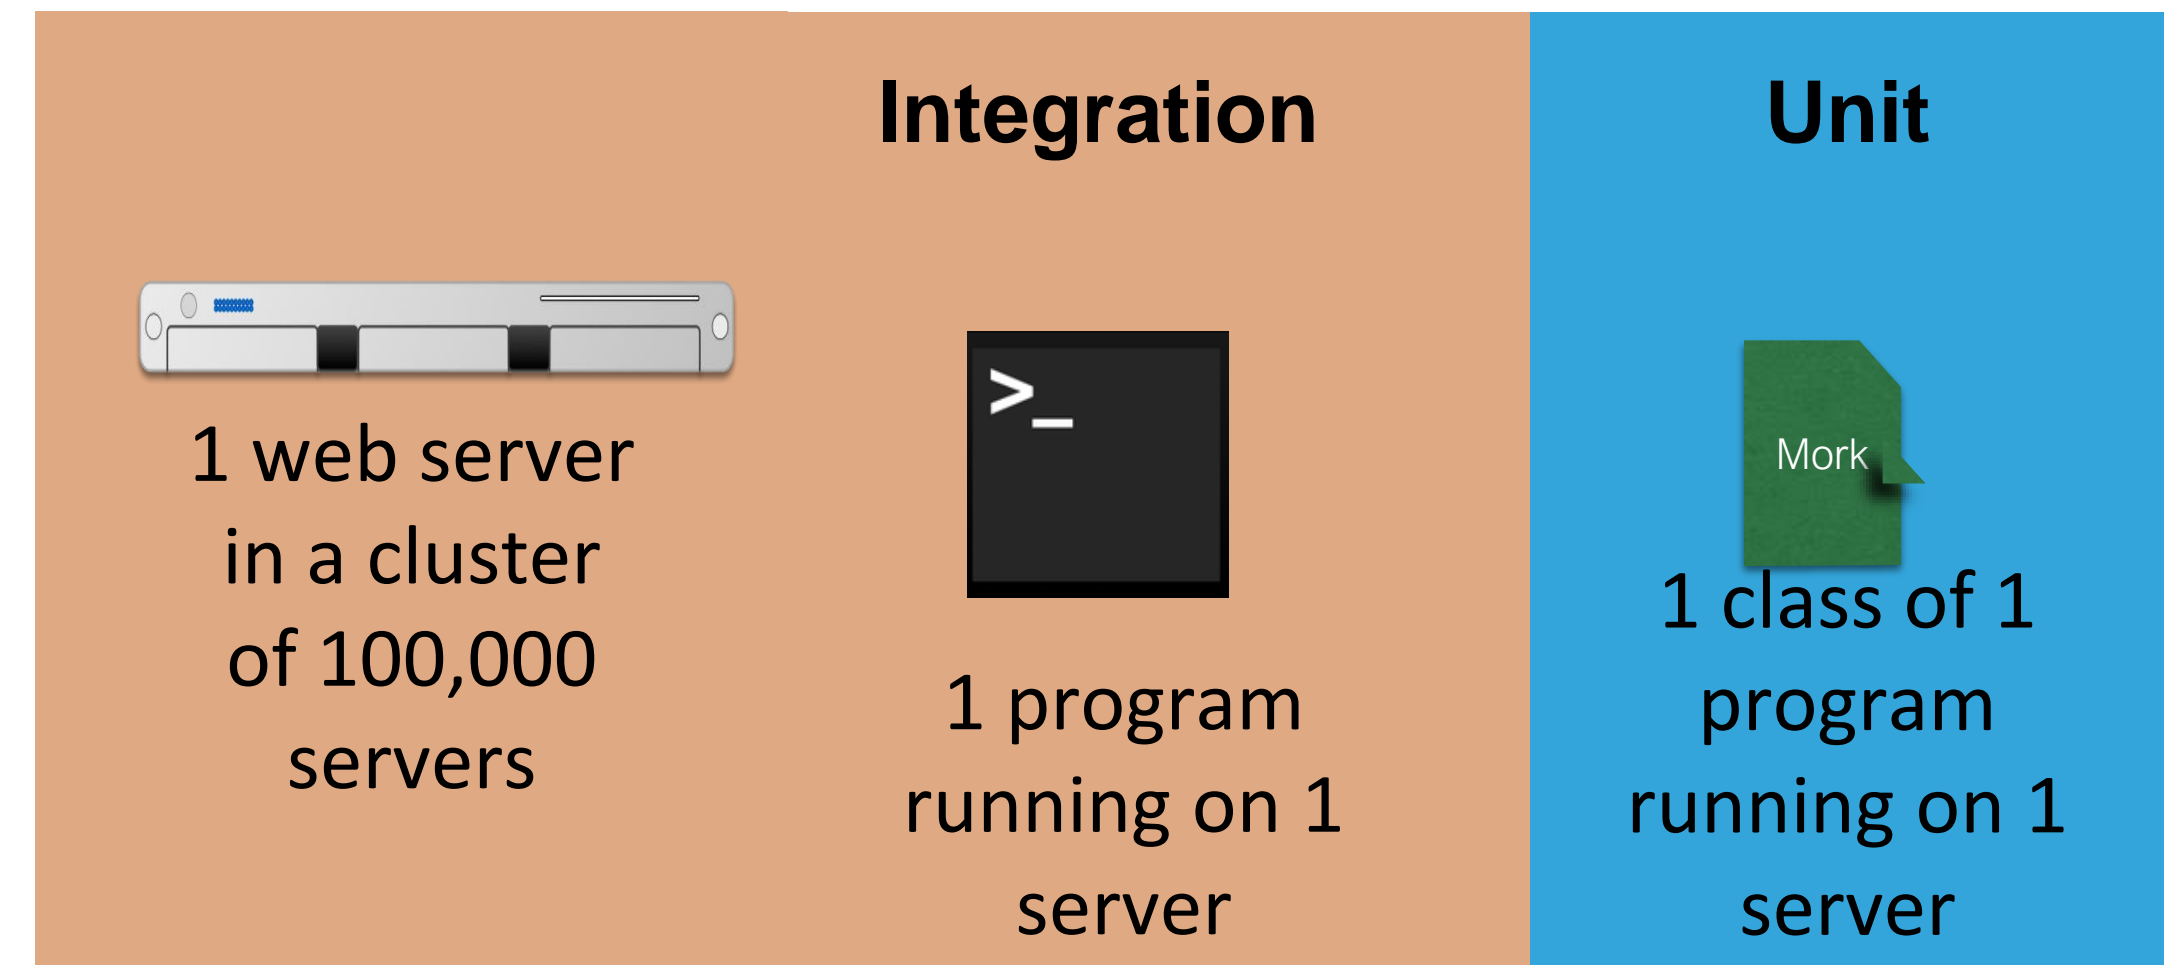 Integration
Unit
1 web server
in a cluster
of 100,000
servers
>_
1 program
running on 1
server
Mork
1 class of 1
program
running on 1
server